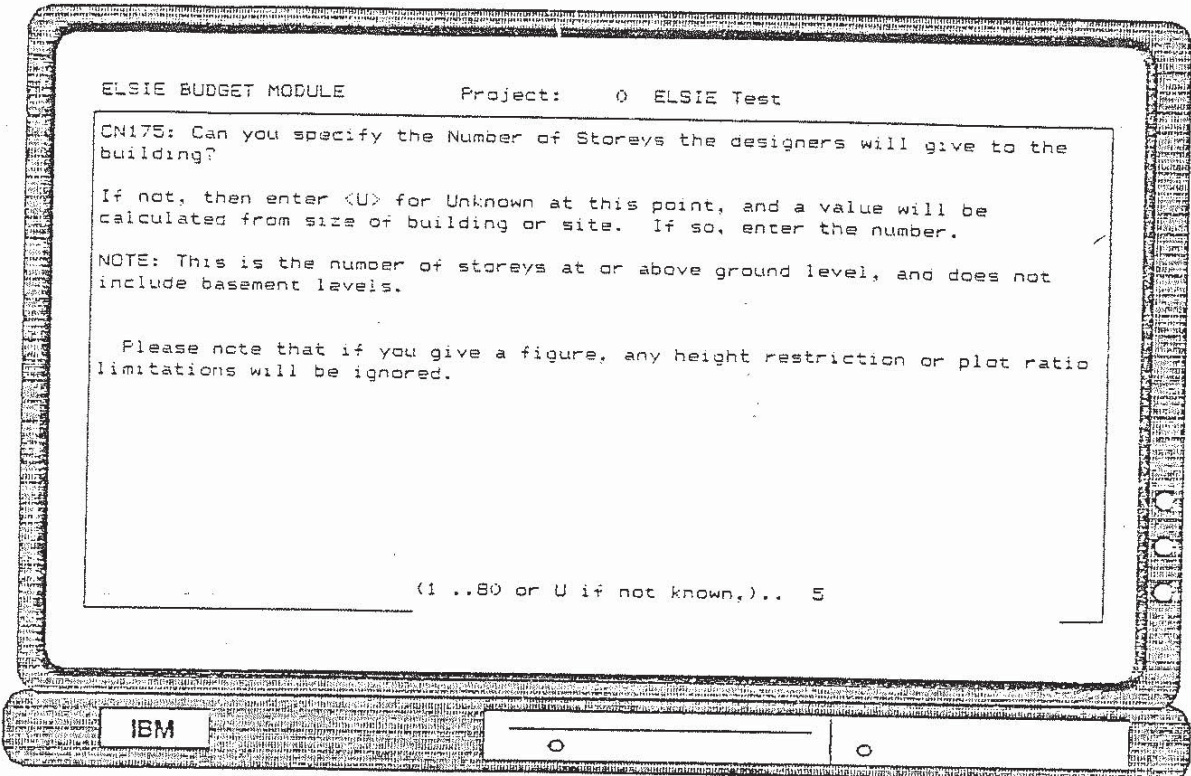 ELSIE BUDGET MODULE Project: 0 ELSIE Test
CN175: Can you specify the Number of Storeys the designers will give to the
building?
If not, then enter <U> for Unknown at this point, and a value will be
calculated from size of building or site. If so, enter the number.
NOTE: This is the number of storeys at or above ground level, and does not
include basement levels.
Please note that if you give a figure, any height restriction or plot ratio
limitations will be ignored.
(1 ..80 or U if not known,).. 5
IBM